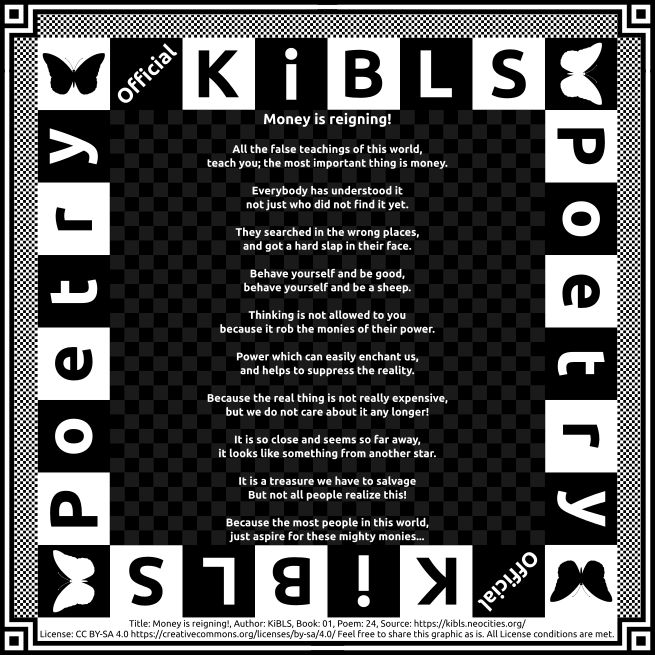 Official KiBLS
Poetry
Poetry
Money is reigning!
All the false teachings of this world,
teach you; the most important thing is money.
Everybody has understood it
not just who did not find it yet.
They searched in the wrong places,
and got a hard slap in their face.
Behave yourself and be good,
behave yourself and be a sheep.
Thinking is not allowed to you
because it rob the monies of their power.
Power which can easily enchant us,
and helps to suppress the reality.
Because the real thing is not really expensive,
but we do not care about it any longer!
It is so close and seems so far away,
it looks like something from another star.
It is a treasure we have to salvage
But not all people realize this!
Because the most people in this world,
just aspire for these mighty monies...
Official KiBLS
Title: Money is reigning!, Author: KiBLS, Book: 01, Poem: 24, Source: https://kibls.neocities.org/
License: CC BY-SA 4.0 https://creativecommons.org/licenses/by-sa/4.0/ Feel free to share this graphic as is. All License conditions are met.